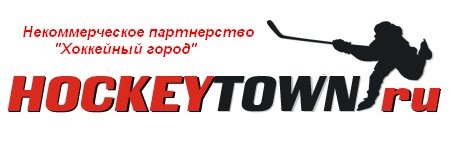 Некоммерческое партнерство
"Хоккейный город"
HOCKEYTOWN.ru